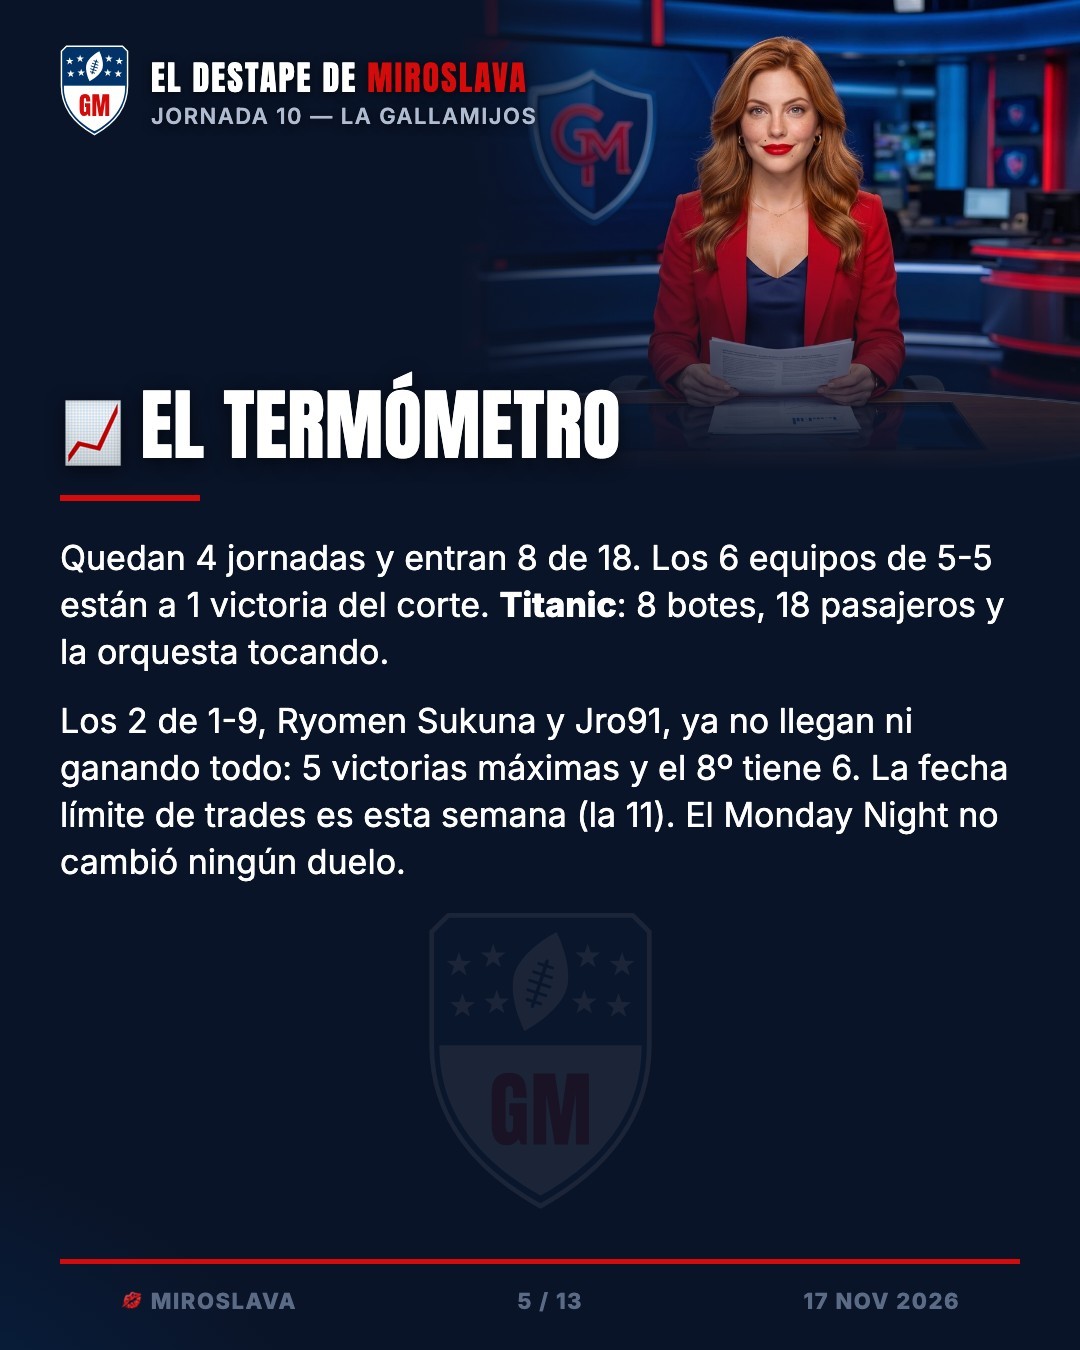 EL DESTAPE DE MIROSLAVA
JORNADA 10 — LA GALLAMIJOS
GM
GM
EL TERMÓMETRO
Quedan 4 jornadas y entran 8 de 18. Los 6 equipos de 5-5
están a 1 victoria del corte. Titanic: 8 botes, 18 pasajeros y
la orquesta tocando.
Los 2 de 1-9, Ryomen Sukuna y Jro91, ya no llegan ni
ganando todo: 5 victorias máximas y el 8º tiene 6. La fecha
límite de trades es esta semana (la 11). El Monday Night no
cambió ningún duelo.
GM
MIROSLAVA
5 / 13
17 NOV 2026